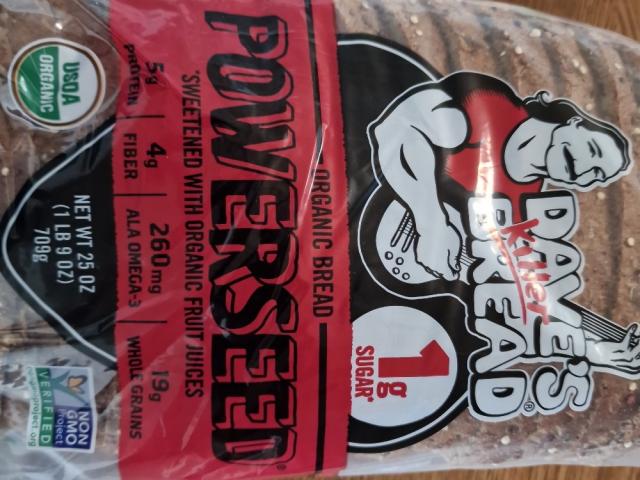 DAVE'S
Killer
BREAD®
1g
SUGAR*
ORGANIC BREAD
POWERSEED®
*SWEETENED WITH ORGANIC FRUIT JUICES
5g
PROTEIN
4g
FIBER
260mg
ALA OMEGA-3
19g
WHOLE GRAINS
USDA
ORGANIC
NET WT 25 OZ
(1 LB 9 OZ)
709g
NON
GMO
Project
VERIFIED
nongmoproject.org